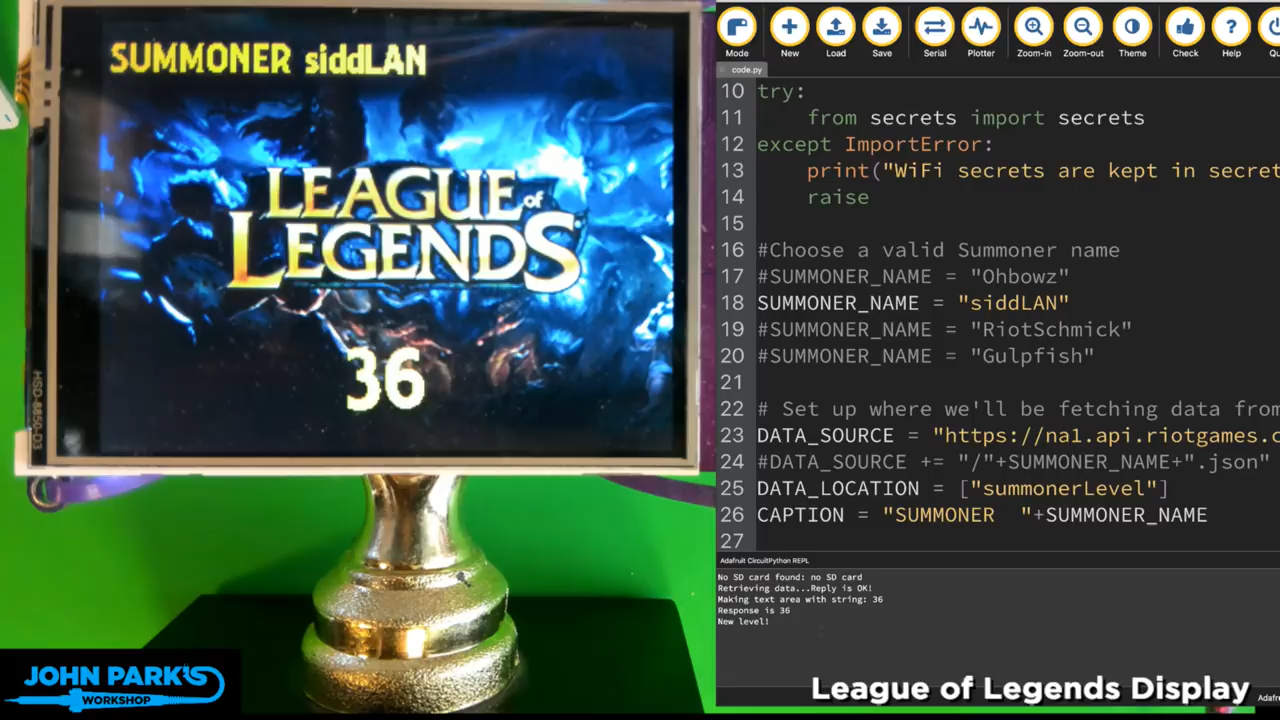 SUMMONER siddLAN
LEAGUE of
LEGENDS
36
HSD-8850-D3
JOHN PARK'S
WORKSHOP
Mode New Load Save Serial Plotter Zoom-in Zoom-out Theme Check Help
code.py
10 try:
11 from secrets import secrets
12 except ImportError:
13 print("WiFi secrets are kept in secret
14 raise
15
16 #Choose a valid Summoner name
17 #SUMMONER_NAME = "Ohbowz"
18 SUMMONER_NAME = "siddLAN"
19 #SUMMONER_NAME = "RiotSchmick"
20 #SUMMONER_NAME = "Gulpfish"
21
22 # Set up where we'll be fetching data from
23 DATA_SOURCE = "https://na1.api.riotgames.c
24 #DATA_SOURCE += "/"+SUMMONER_NAME+".json"
25 DATA_LOCATION = ["summonerLevel"]
26 CAPTION = "SUMMONER  "+SUMMONER_NAME
27
Adafruit CircuitPython REPL
No SD card found: no SD card
Retrieving data...Reply is OK!
Making text area with string: 36
Response is 36
New level!
League of Legends Display